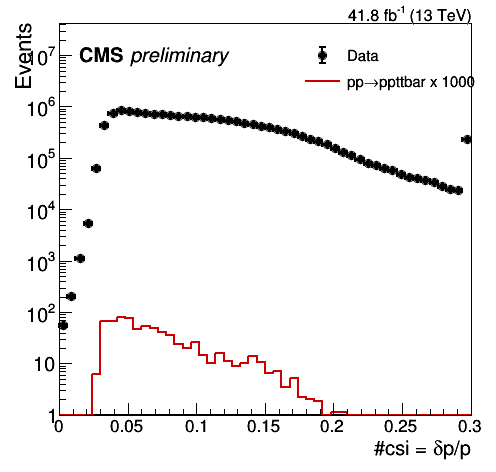 41.8 fb⁻¹ (13 TeV)
Events
CMS preliminary
Data
pp→ppttbar x 1000
10⁷
10⁶
10⁵
10⁴
10³
10²
10
1
0 0.05 0.1 0.15 0.2 0.25 0.3
#csi = δp/p